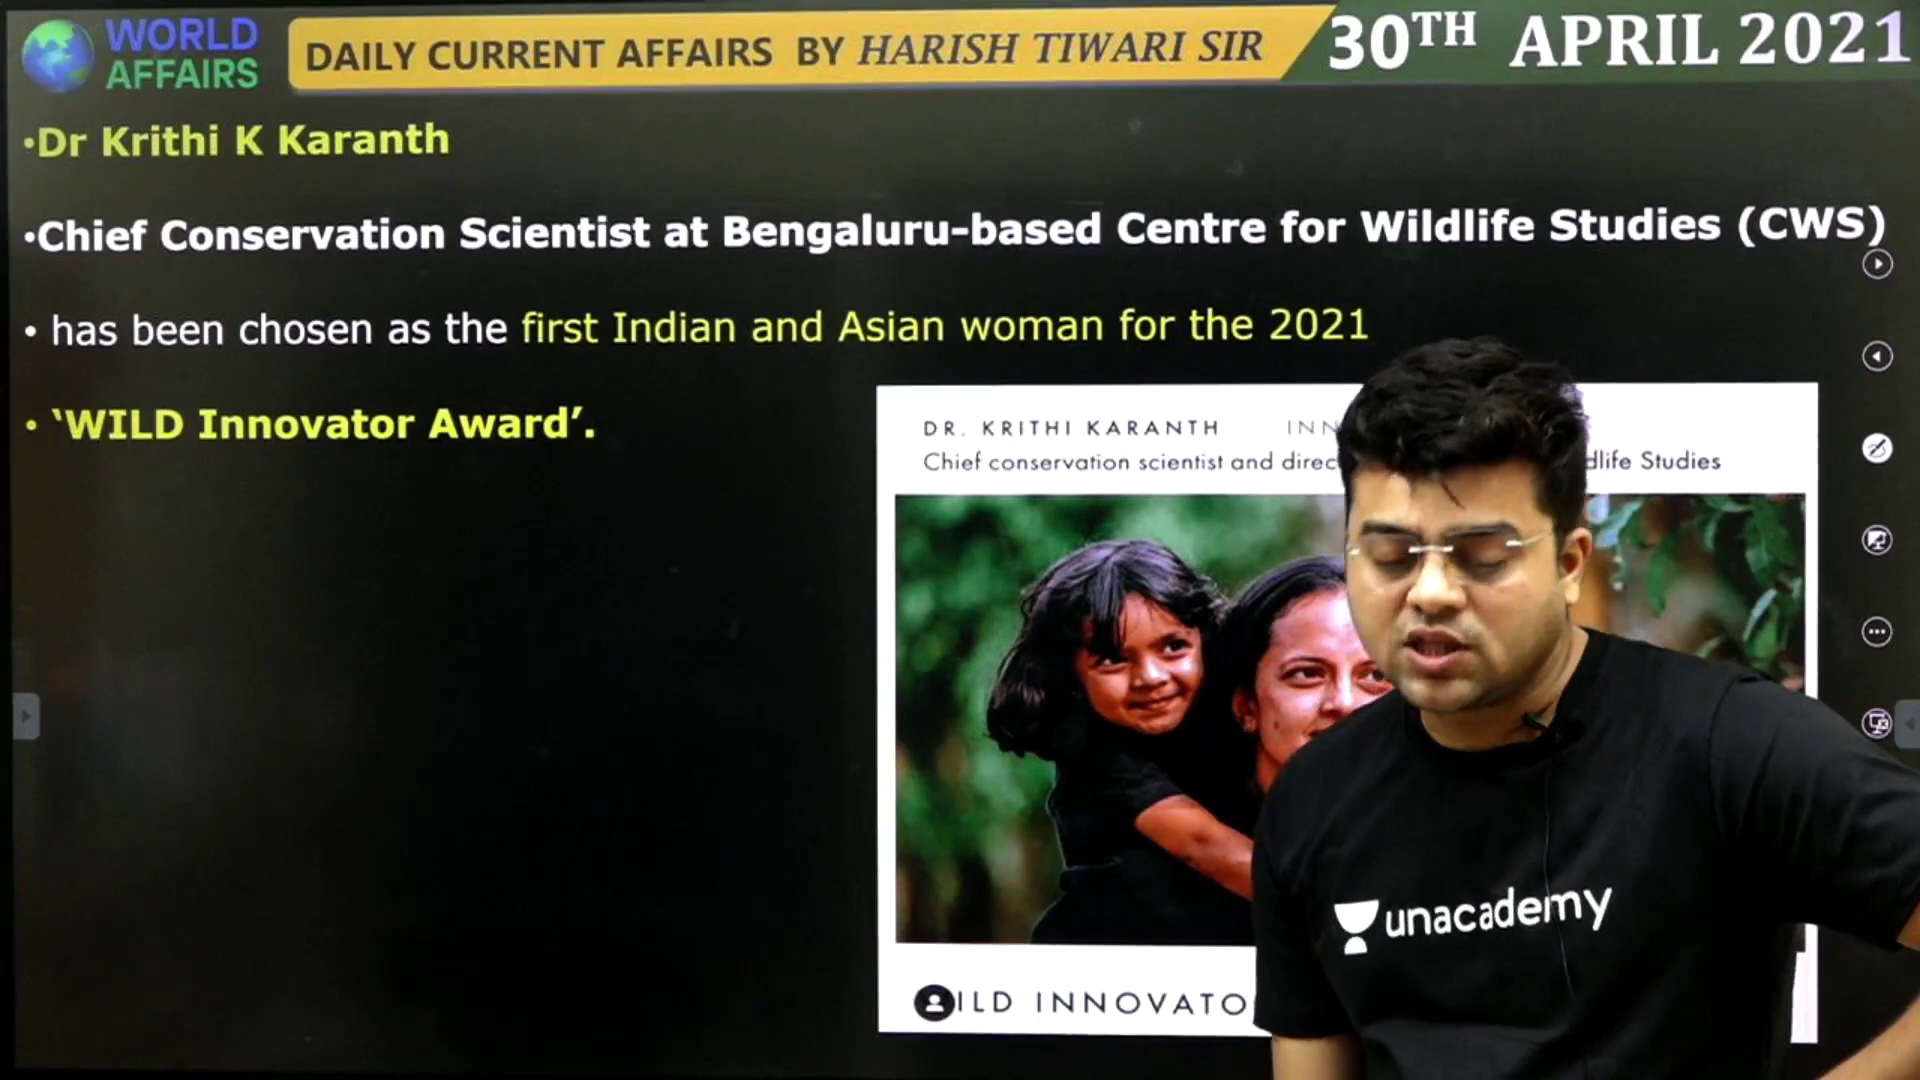 WORLD
AFFAIRS
DAILY CURRENT AFFAIRS BY HARISH TIWARI SIR
30TH APRIL 2021
•Dr Krithi K Karanth
•Chief Conservation Scientist at Bengaluru-based Centre for Wildlife Studies (CWS)
• has been chosen as the first Indian and Asian woman for the 2021
• ‘WILD Innovator Award’.
DR. KRITHI KARANTH INN
Chief conservation scientist and direc dlife Studies
ILD INNOVATO
unacademy